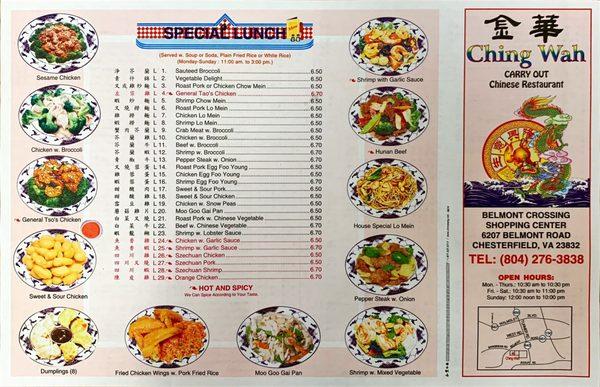 SPECIAL LUNCH
(Served w. Soup or Soda, Plain Fried Rice or White Rice)
(Monday-Sunday : 11:00 am. to 3:00 pm.)
L 1. Sauteed Broccoli 6.50
L 2. Vegetable Delight 6.50
L 3. Roast Pork or Chicken Chow Mein 6.50
L 4. General Tao's Chicken 6.70
L 5. Shrimp Chow Mein 6.50
L 6. Roast Pork Lo Mein 6.50
L 7. Chicken Lo Mein 6.50
L 8. Shrimp Lo Mein 6.50
L 9. Crab Meat w. Broccoli 6.50
L 10. Chicken w. Broccoli 6.50
L 11. Beef w. Broccoli 6.70
L 12. Shrimp w. Broccoli 6.70
L 13. Pepper Steak w. Onion 6.70
L 14. Roast Pork Egg Foo Young 6.50
L 15. Chicken Egg Foo Young 6.50
L 16. Shrimp Egg Foo Young 6.50
L 17. Sweet & Sour Pork 6.50
L 18. Sweet & Sour Chicken 6.50
L 19. Chicken w. Snow Peas 6.50
L 20. Moo Goo Gai Pan 6.50
L 21. Roast Pork w. Chinese Vegetable 6.50
L 22. Beef w. Chinese Vegetable 6.70
L 23. Shrimp w. Lobster Sauce 6.70
L 24. Chicken w. Garlic Sauce 6.50
L 25. Shrimp w. Garlic Sauce 6.50
L 26. Szechuan Chicken 6.50
L 27. Szechuan Pork 6.50
L 28. Szechuan Shrimp 6.70
L 29. Orange Chicken 6.70
HOT AND SPICY
We Can Spice According to Your Taste.
Sesame Chicken
Chicken w. Broccoli
General Tso's Chicken
Sweet & Sour Chicken
Dumplings (8)
Fried Chicken Wings w. Pork Fried Rice
Moo Goo Gai Pan
Shrimp w. Garlic Sauce
Hunan Beef
House Special Lo Mein
Pepper Steak w. Onion
Shrimp w. Mixed Vegetable
金華
Ching Wah
CARRY OUT
Chinese Restaurant
BELMONT CROSSING
SHOPPING CENTER
6207 BELMONT ROAD
CHESTERFIELD, VA 23832
TEL: (804) 276-3838
OPEN HOURS:
Mon. - Thurs.: 10:30 am to 10:30 pm
Fri. - Sat.: 10:30 am to 11:00 pm
Sunday: 12:00 noon to 10:00 pm